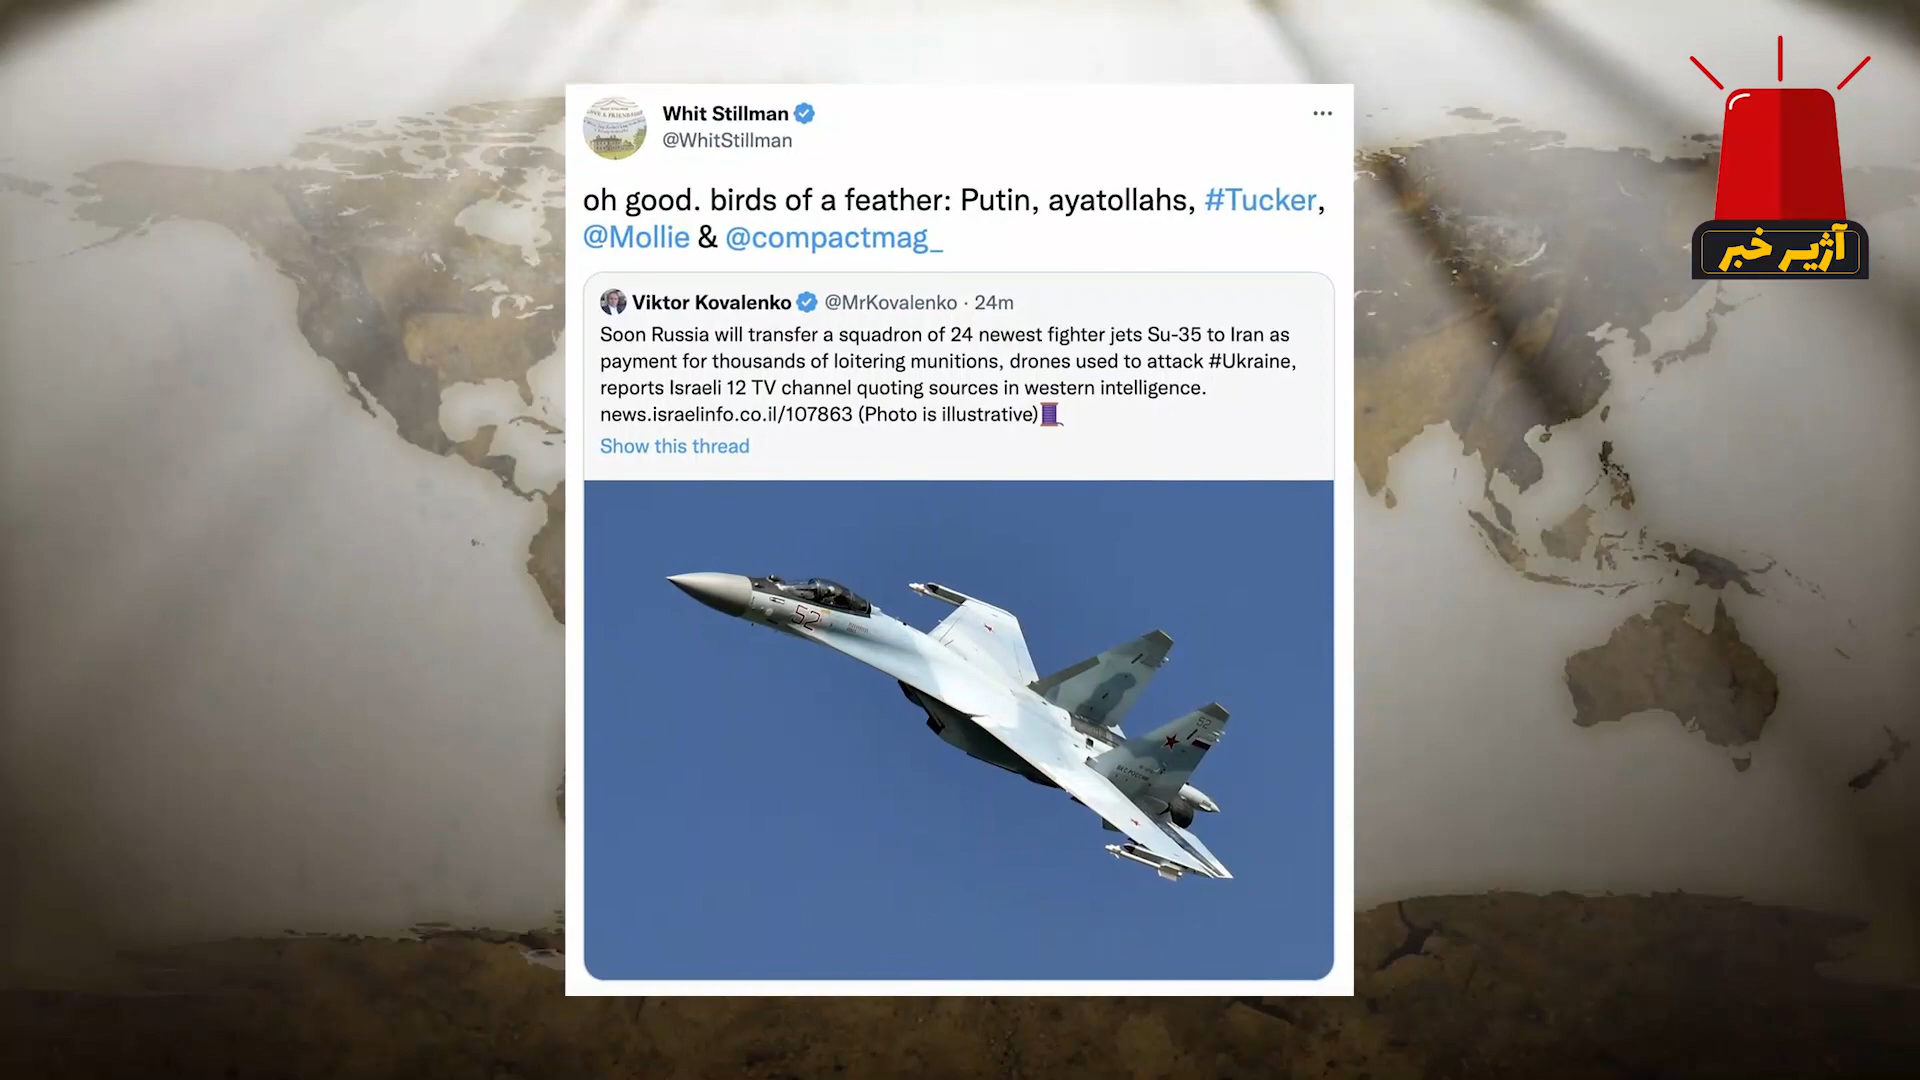 Whit Stillman
@WhitStillman
oh good. birds of a feather: Putin, ayatollahs, #Tucker,
@Mollie & @compactmag_
Viktor Kovalenko @MrKovalenko · 24m
Soon Russia will transfer a squadron of 24 newest fighter jets Su-35 to Iran as
payment for thousands of loitering munitions, drones used to attack #Ukraine,
reports Israeli 12 TV channel quoting sources in western intelligence.
news.israelinfo.co.il/107863 (Photo is illustrative)
Show this thread
52
52
آژیر خبر